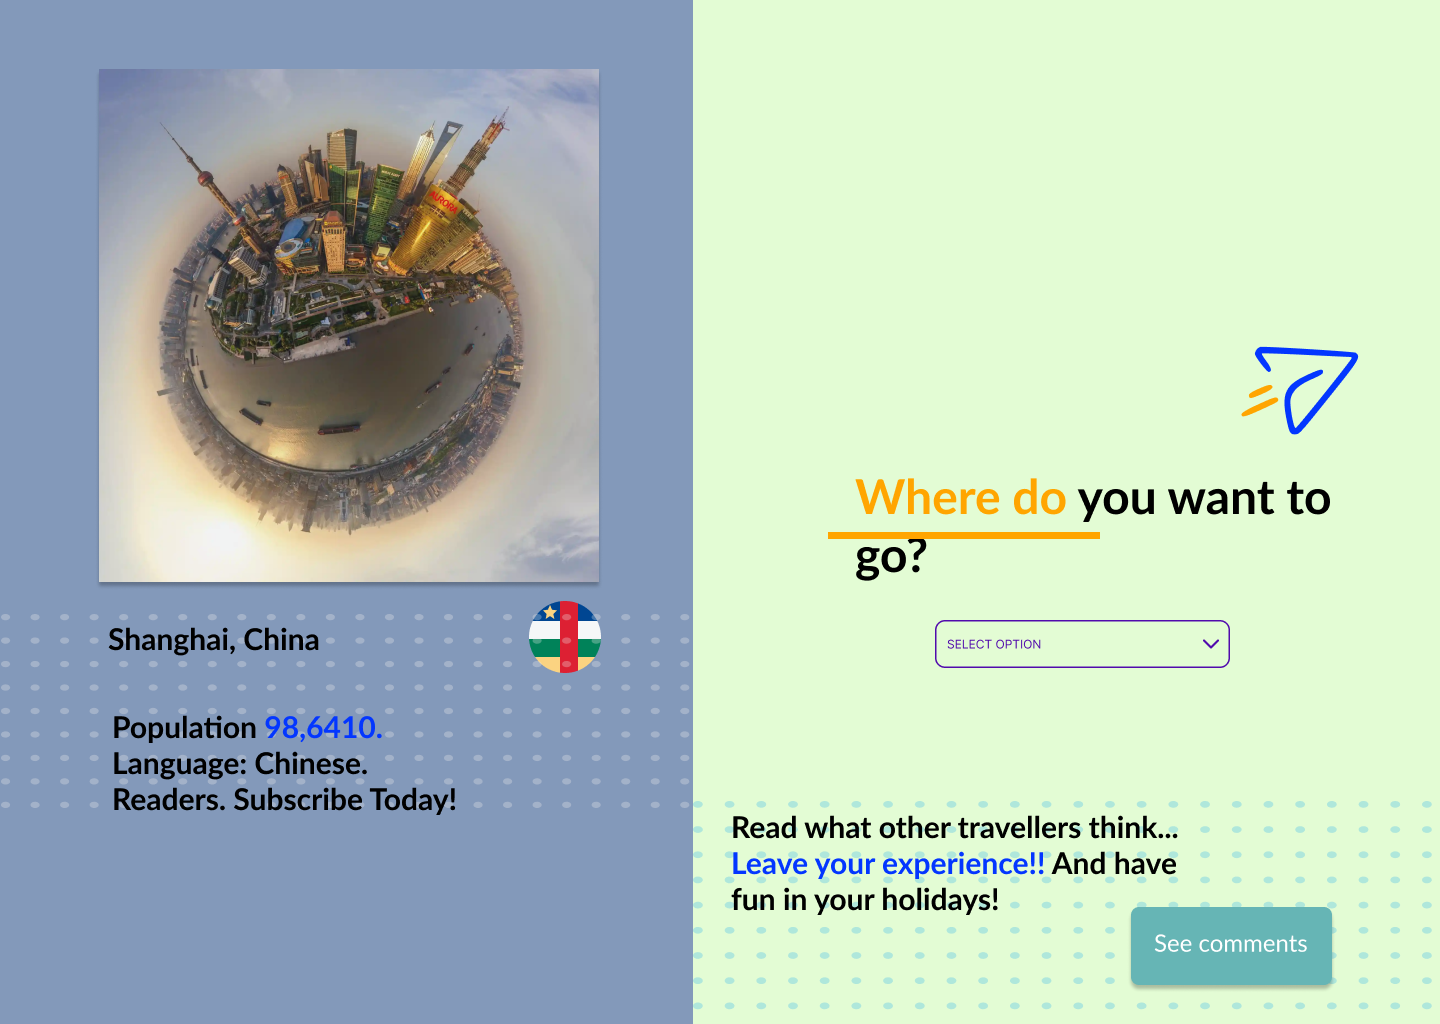 AURORA
Shanghai, China
Population 98,6410.
Language: Chinese.
Readers. Subscribe Today!
Where do you want to
go?
SELECT OPTION
Read what other travellers think...
Leave your experience!! And have
fun in your holidays!
See comments